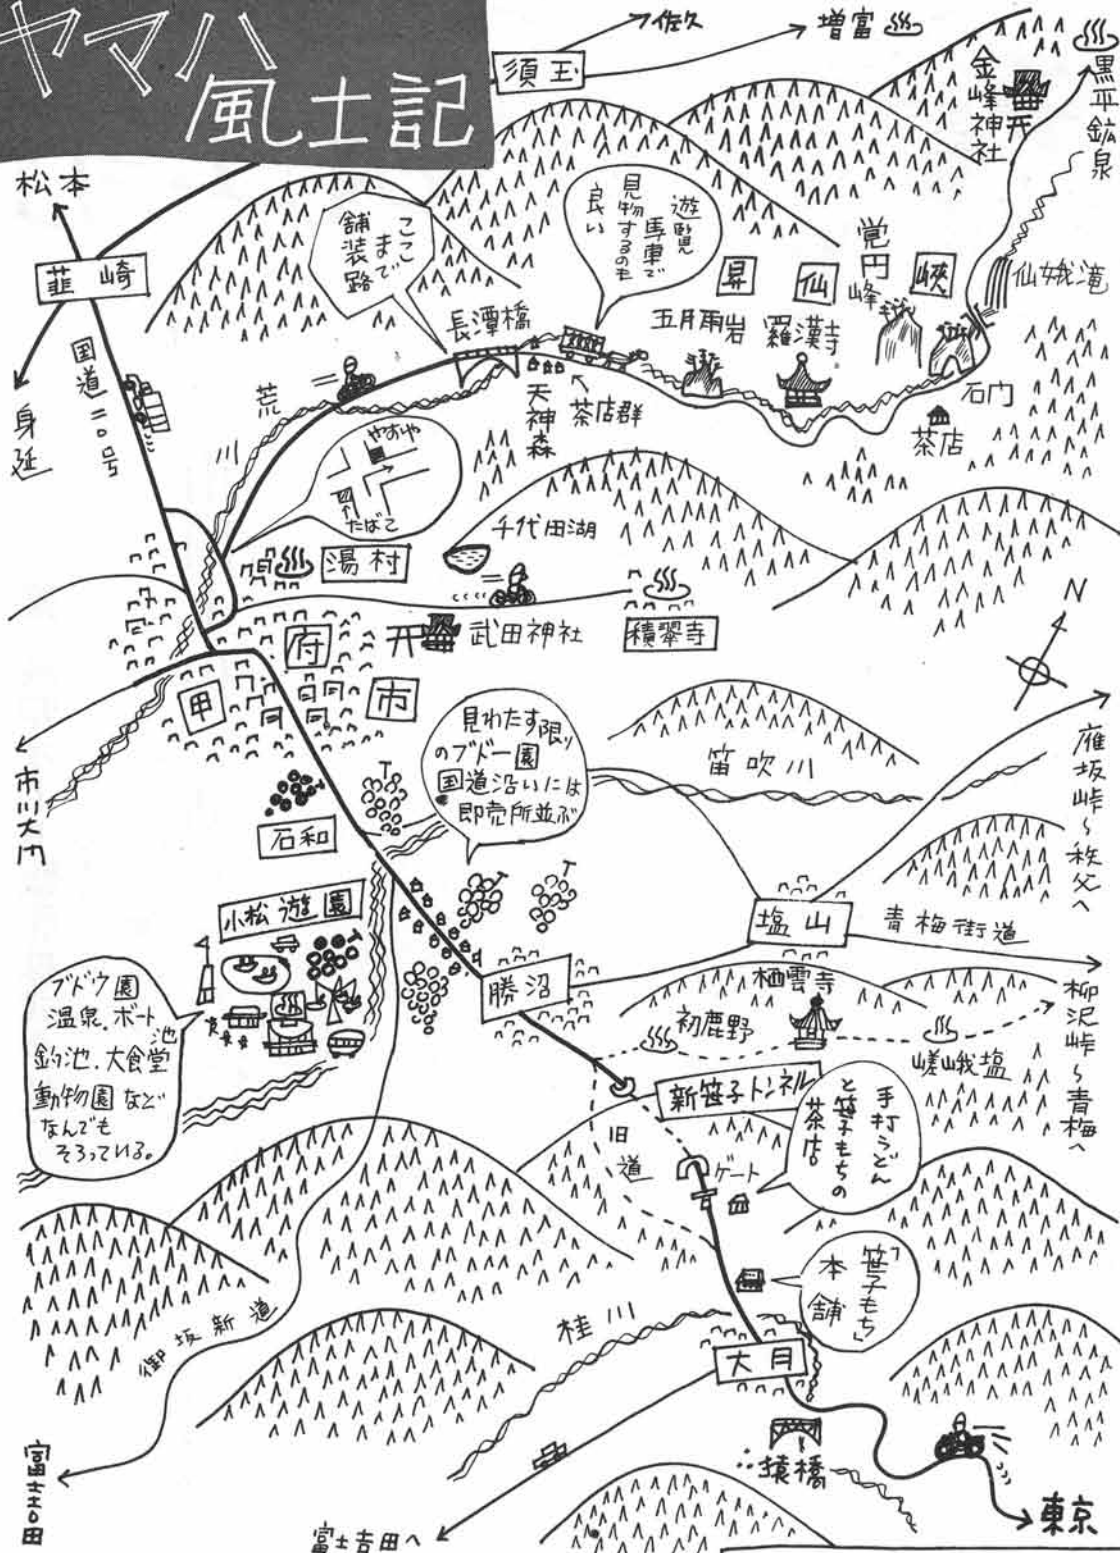 ヤマハ
風土記
佐久
増富
須玉
金峰神社
黒平鉱泉
松本
韮崎
身延
国道二〇号
ここ
まで
舗装路
遊覧
馬車で
見物するのも
良い
昇
仙
峡
覚円峰
仙娥滝
長潭橋
五月雨岩
羅漢寺
石門
茶店
天神森
茶店群
荒
川
やすや
たばこ
湯村
千代田湖
武田神社
積翠寺
N
甲
府
市
市川大門
見わたす限り
のブドー園
国道沿いには
即売所並ぶ
笛吹川
雁坂峠〜秩父へ
石和
小松遊園
塩山
青梅街道
勝沼
柳沢峠〜青梅へ
ブドウ園
温泉、ボート池
釣池、大食堂
動物園など
なんでも
そろっている。
栖雲寺
初鹿野
嵯峨塩
新笹子トンネル
旧道
ゲート
手打うどん
と笹子もちの
茶店
「笹子もち」
本舗
御坂新道
桂川
大月
猿橋
富士吉田
富士吉田へ
東京